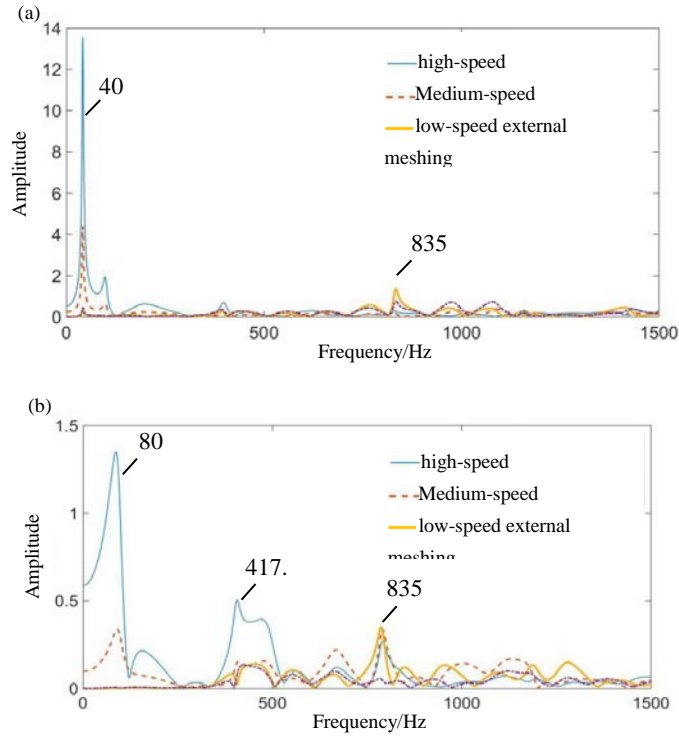 (a)
14
12
10
8
6
4
2
0
Amplitude
40
835
high-speed
Medium-speed
low-speed external
meshing
0 500 1000 1500
Frequency/Hz
(b)
1.5
1
0.5
0
Amplitude
80
417.
835
high-speed
Medium-speed
low-speed external
meshing
0 500 1000 1500
Frequency/Hz